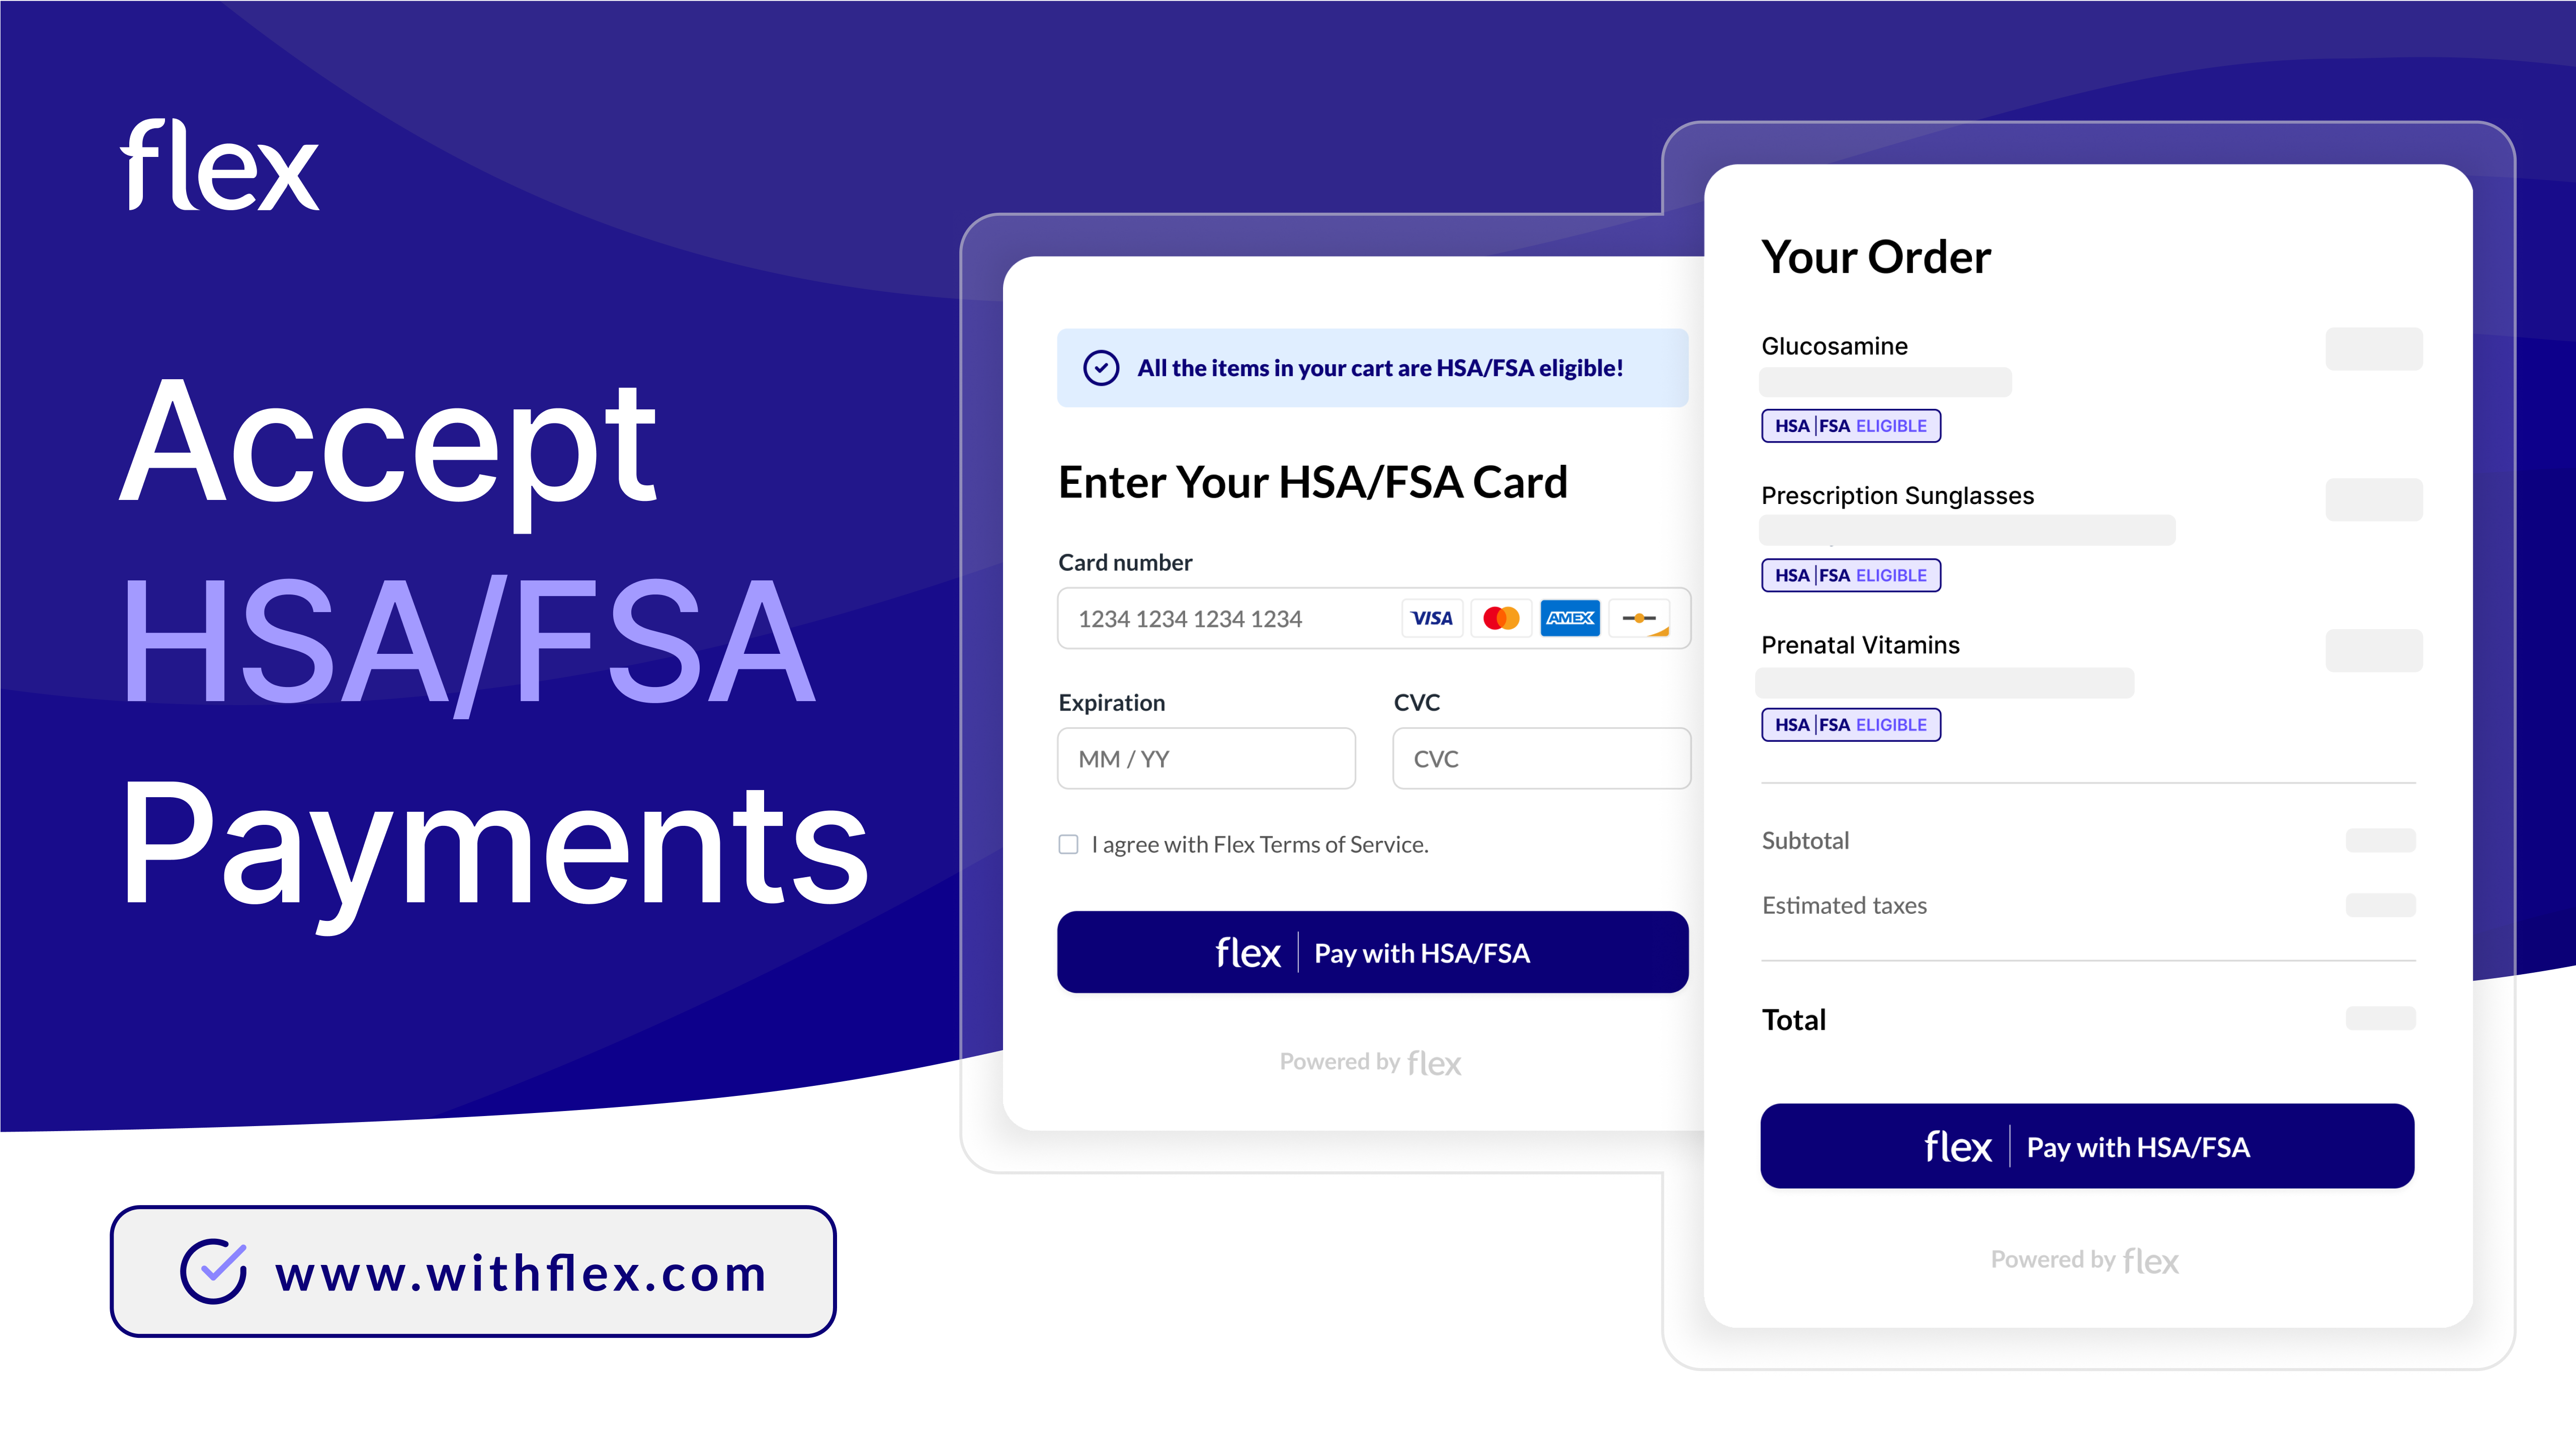 flex
Accept
HSA/FSA
Payments
www.withflex.com
All the items in your cart are HSA/FSA eligible!
Enter Your HSA/FSA Card
Card number
1234 1234 1234 1234 VISA AMEX
Expiration CVC
MM / YY CVC
I agree with Flex Terms of Service.
flex | Pay with HSA/FSA
Powered by flex
Your Order
Glucosamine
HSA | FSA ELIGIBLE
Prescription Sunglasses
HSA | FSA ELIGIBLE
Prenatal Vitamins
HSA | FSA ELIGIBLE
Subtotal
Estimated taxes
Total
flex | Pay with HSA/FSA
Powered by flex